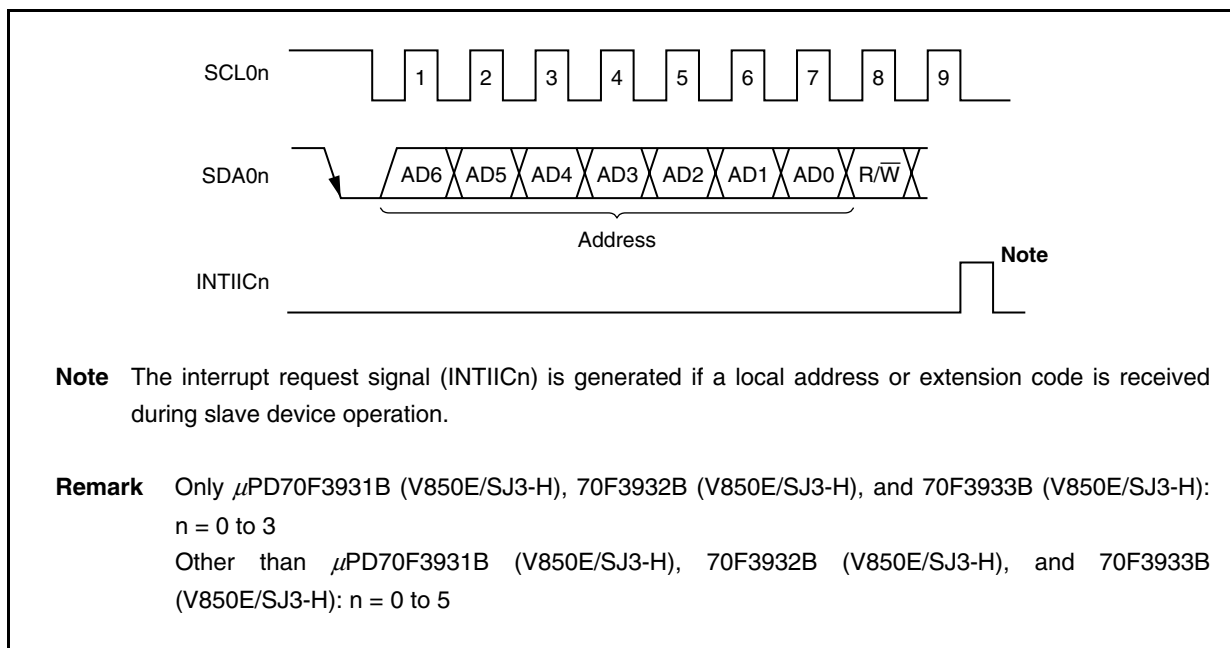 SCL0n
1 2 3 4 5 6 7 8 9
SDA0n
AD6 AD5 AD4 AD3 AD2 AD1 AD0 R/W̅
Address
INTIICn
Note
Note The interrupt request signal (INTIICn) is generated if a local address or extension code is received
during slave device operation.
Remark Only μPD70F3931B (V850E/SJ3-H), 70F3932B (V850E/SJ3-H), and 70F3933B (V850E/SJ3-H):
n = 0 to 3
Other than μPD70F3931B (V850E/SJ3-H), 70F3932B (V850E/SJ3-H), and 70F3933B
(V850E/SJ3-H): n = 0 to 5